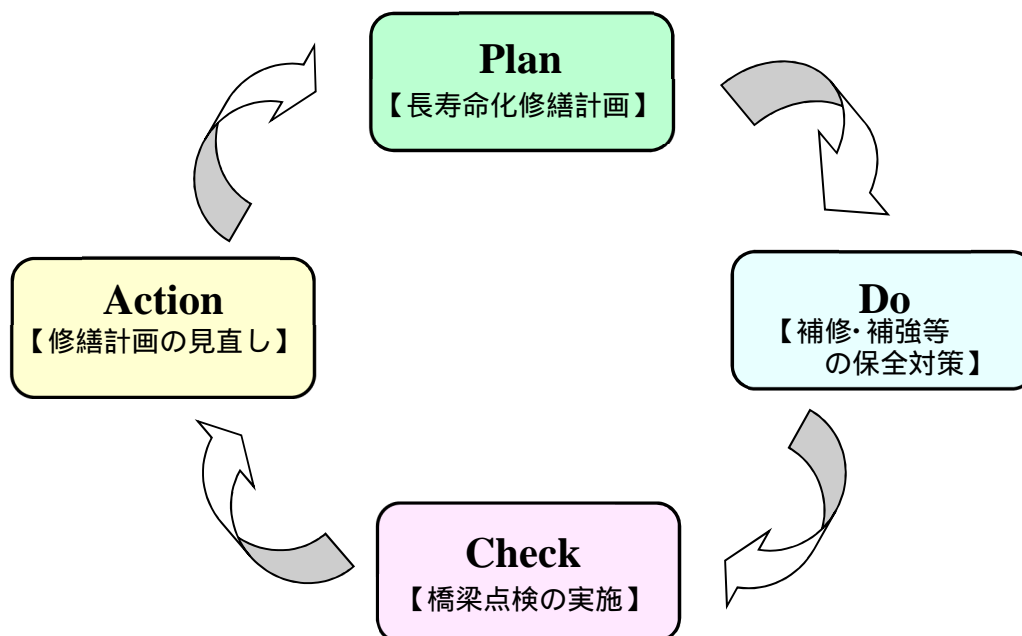 Plan
【長寿命化修繕計画】
Action
【修繕計画の見直し】
Do
【補修・補強等
の保全対策】
Check
【橋梁点検の実施】